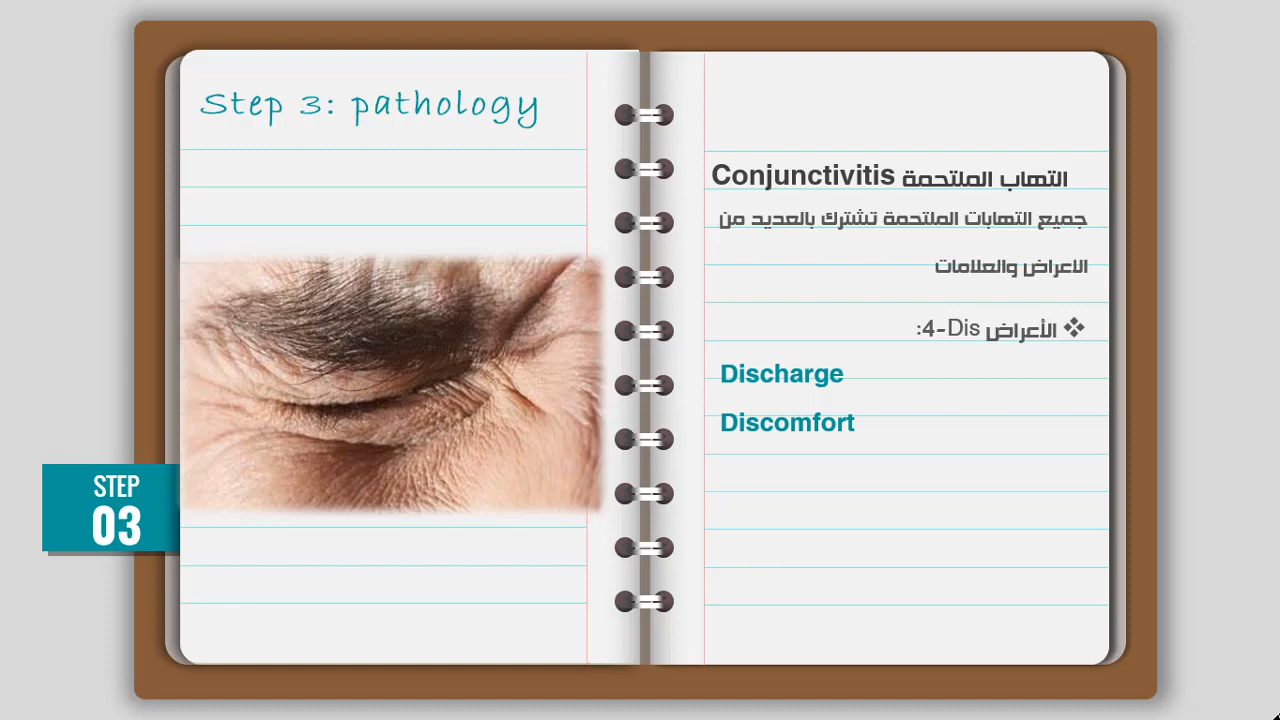 Step 3: pathology
STEP
03
التهاب الملتحمة Conjunctivitis
جميع التهابات الملتحمة تشترك بالعديد من
الاعراض والعلامات
❖ الأعراض 4-Dis:
Discharge
Discomfort